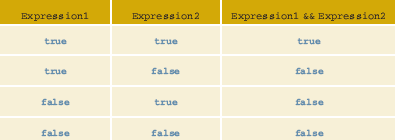 Expression1 Expression2 Expression1 && Expression2
true true true
true false false
false true false
false false false